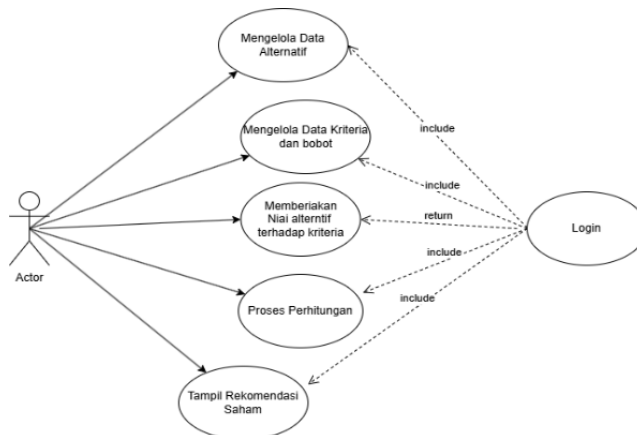 Mengelola Data
Alternatif
include
Mengelola Data Kriteria
dan bobot
include
Memberiakan
Niai alterntif
terhadap kriteria
return
Login
Actor
include
Proses Perhitungan
include
Tampil Rekomendasi
Saham